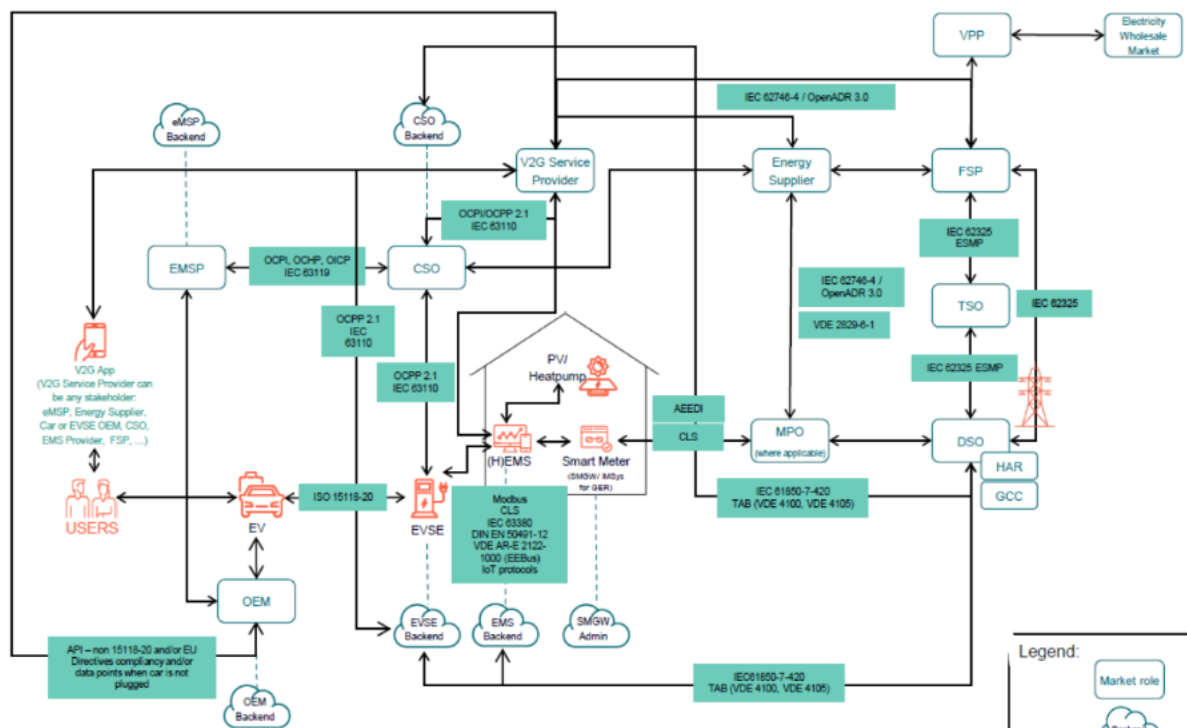 VPP
Electricity
Wholesale
Market
IEC 62746-4 / OpenADR 3.0
eMSP
Backend
CSO
Backend
V2G Service
Provider
Energy
Supplier
FSP
OCPI/OCPP 2.1
IEC 63110
IEC 62325
ESMP
EMSP
OCPI, OCHP, OICP
IEC 63119
CSO
IEC 62746-4 /
OpenADR 3.0
VDE 2829-6-1
TSO
IEC 62325
OCPP 2.1
IEC
63110
V2G App
(V2G Service Provider can
be any stakeholder:
eMSP, Energy Supplier,
Car or EVSE OEM, CSO,
EMS Provider, FSP, ...)
OCPP 2.1
IEC 63110
PV/
Heatpump
IEC 62325 ESMP
AEEDI
CLS
(H)EMS
Smart Meter
(SMGW/ iMSys
for GER)
MPO
(where applicable)
DSO
HAR
GCC
USERS
EV
ISO 15118-20
EVSE
Modbus
CLS
IEC 63380
DIN EN 50491-12
VDE AR-E 2122-
1000 (EEBus)
IoT protocols
IEC 61850-7-420
TAB (VDE 4100, VDE 4105)
OEM
EVSE
Backend
EMS
Backend
SMGW
Admin
API – non 15118-20 and/or EU
Directives compliancy and/or
data points when car is not
plugged
OEM
Backend
IEC61850-7-420
TAB (VDE 4100, VDE 4105)
Legend:
Market role